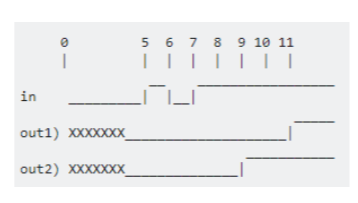 0 5 6 7 8 9 10 11
in
out1) XXXXXXX
out2) XXXXXXX